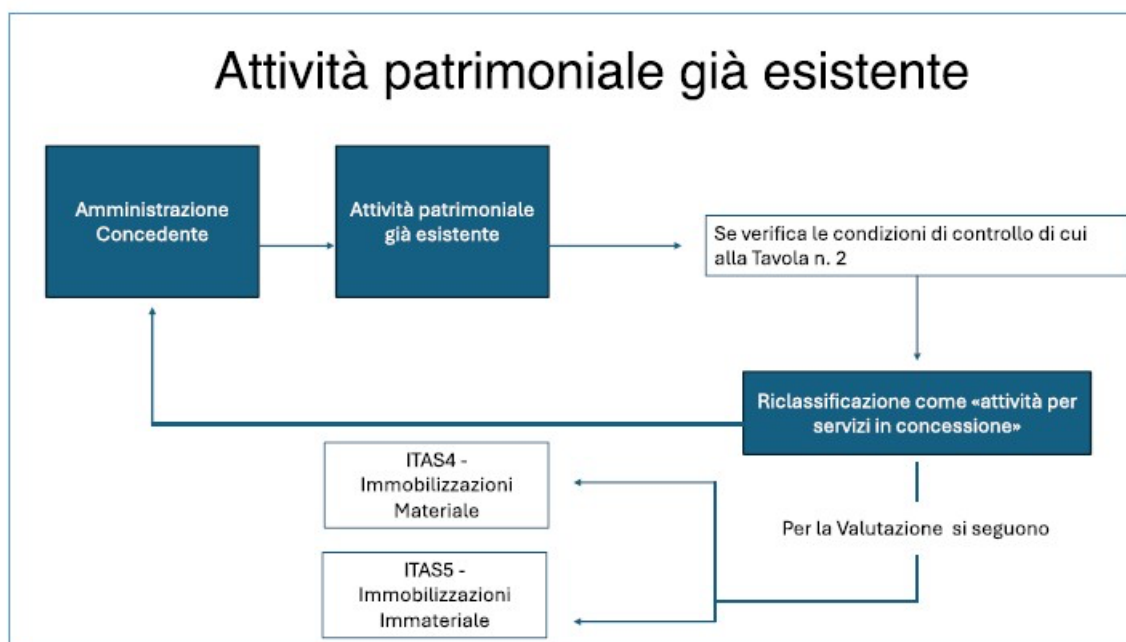 Attività patrimoniale già esistente
Amministrazione
Concedente
Attività patrimoniale
già esistente
Se verifica le condizioni di controllo di cui
alla Tavola n. 2
Riclassificazione come «attività per
servizi in concessione»
ITAS4 -
Immobilizzazioni
Materiale
Per la Valutazione si seguono
ITAS5 -
Immobilizzazioni
Immateriale